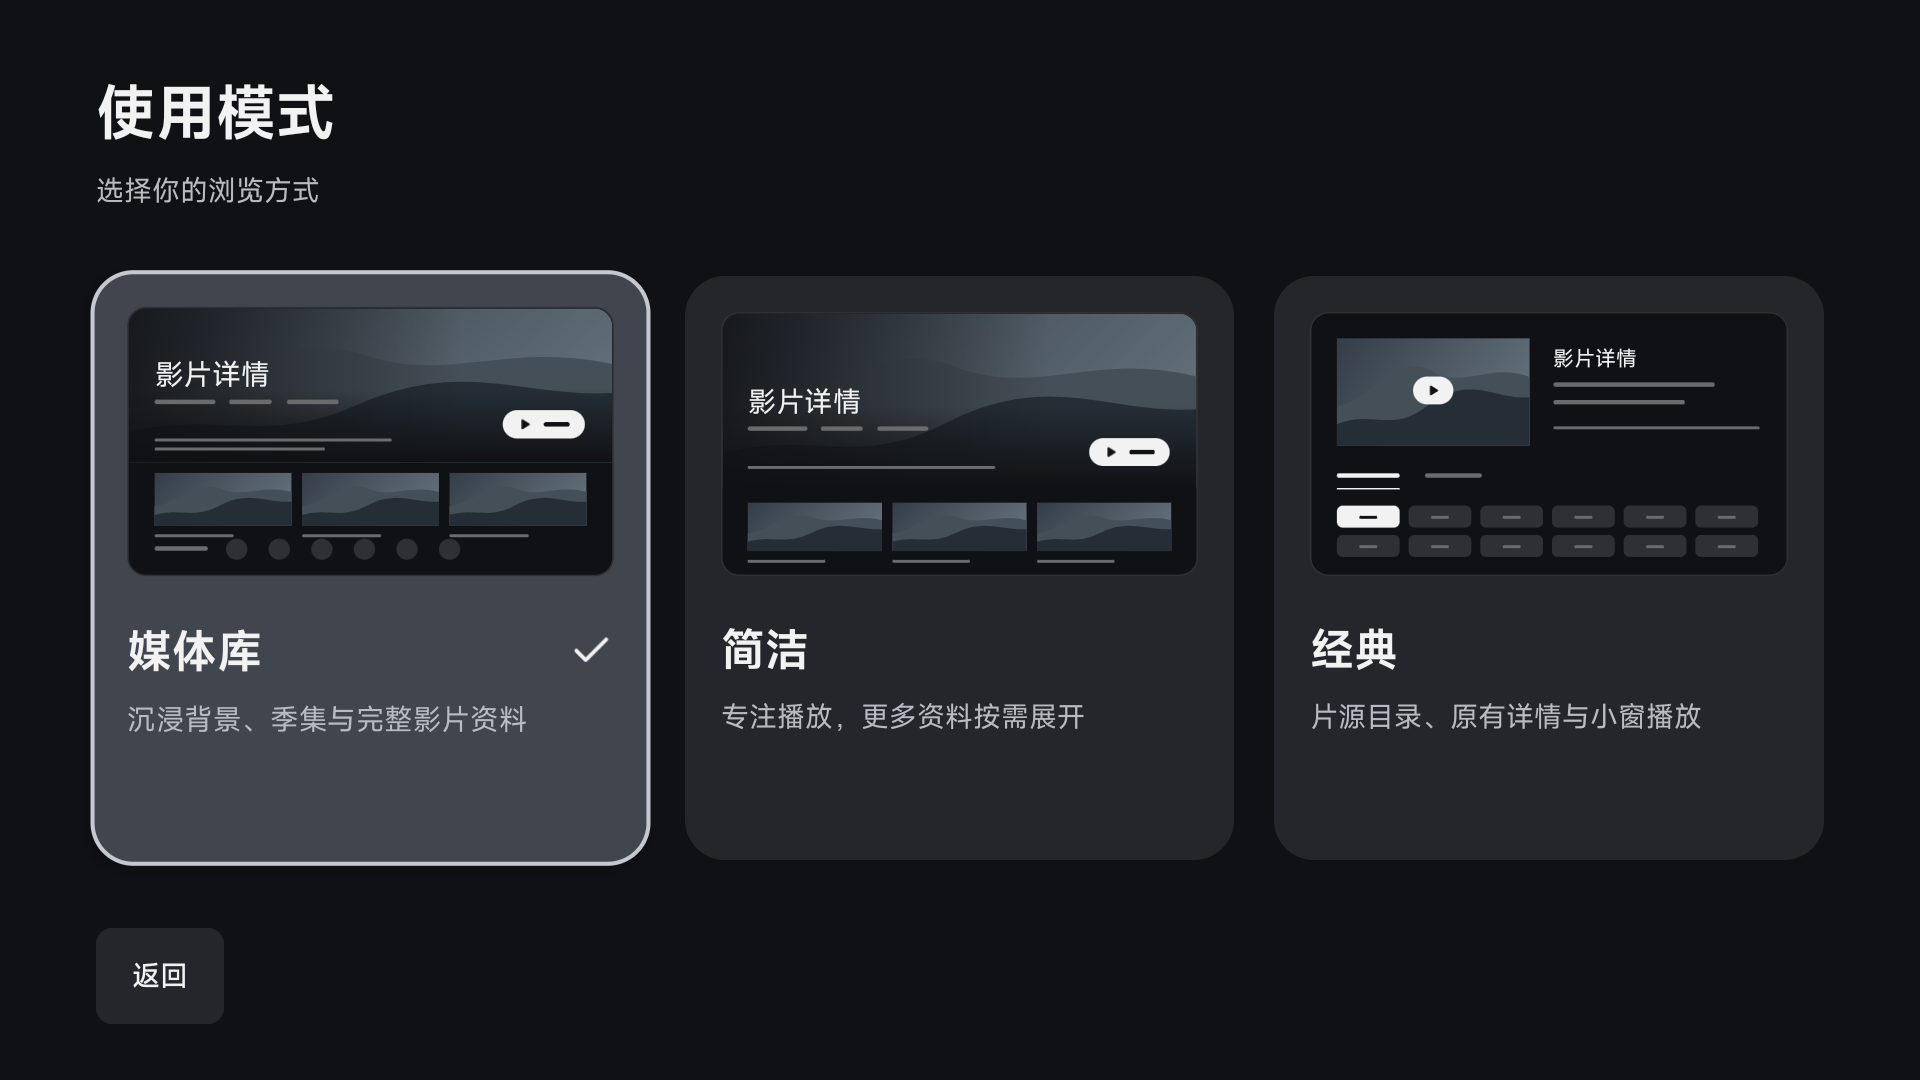 使用模式
选择你的浏览方式
影片详情
媒体库
沉浸背景、季集与完整影片资料
影片详情
简洁
专注播放，更多资料按需展开
影片详情
经典
片源目录、原有详情与小窗播放
返回